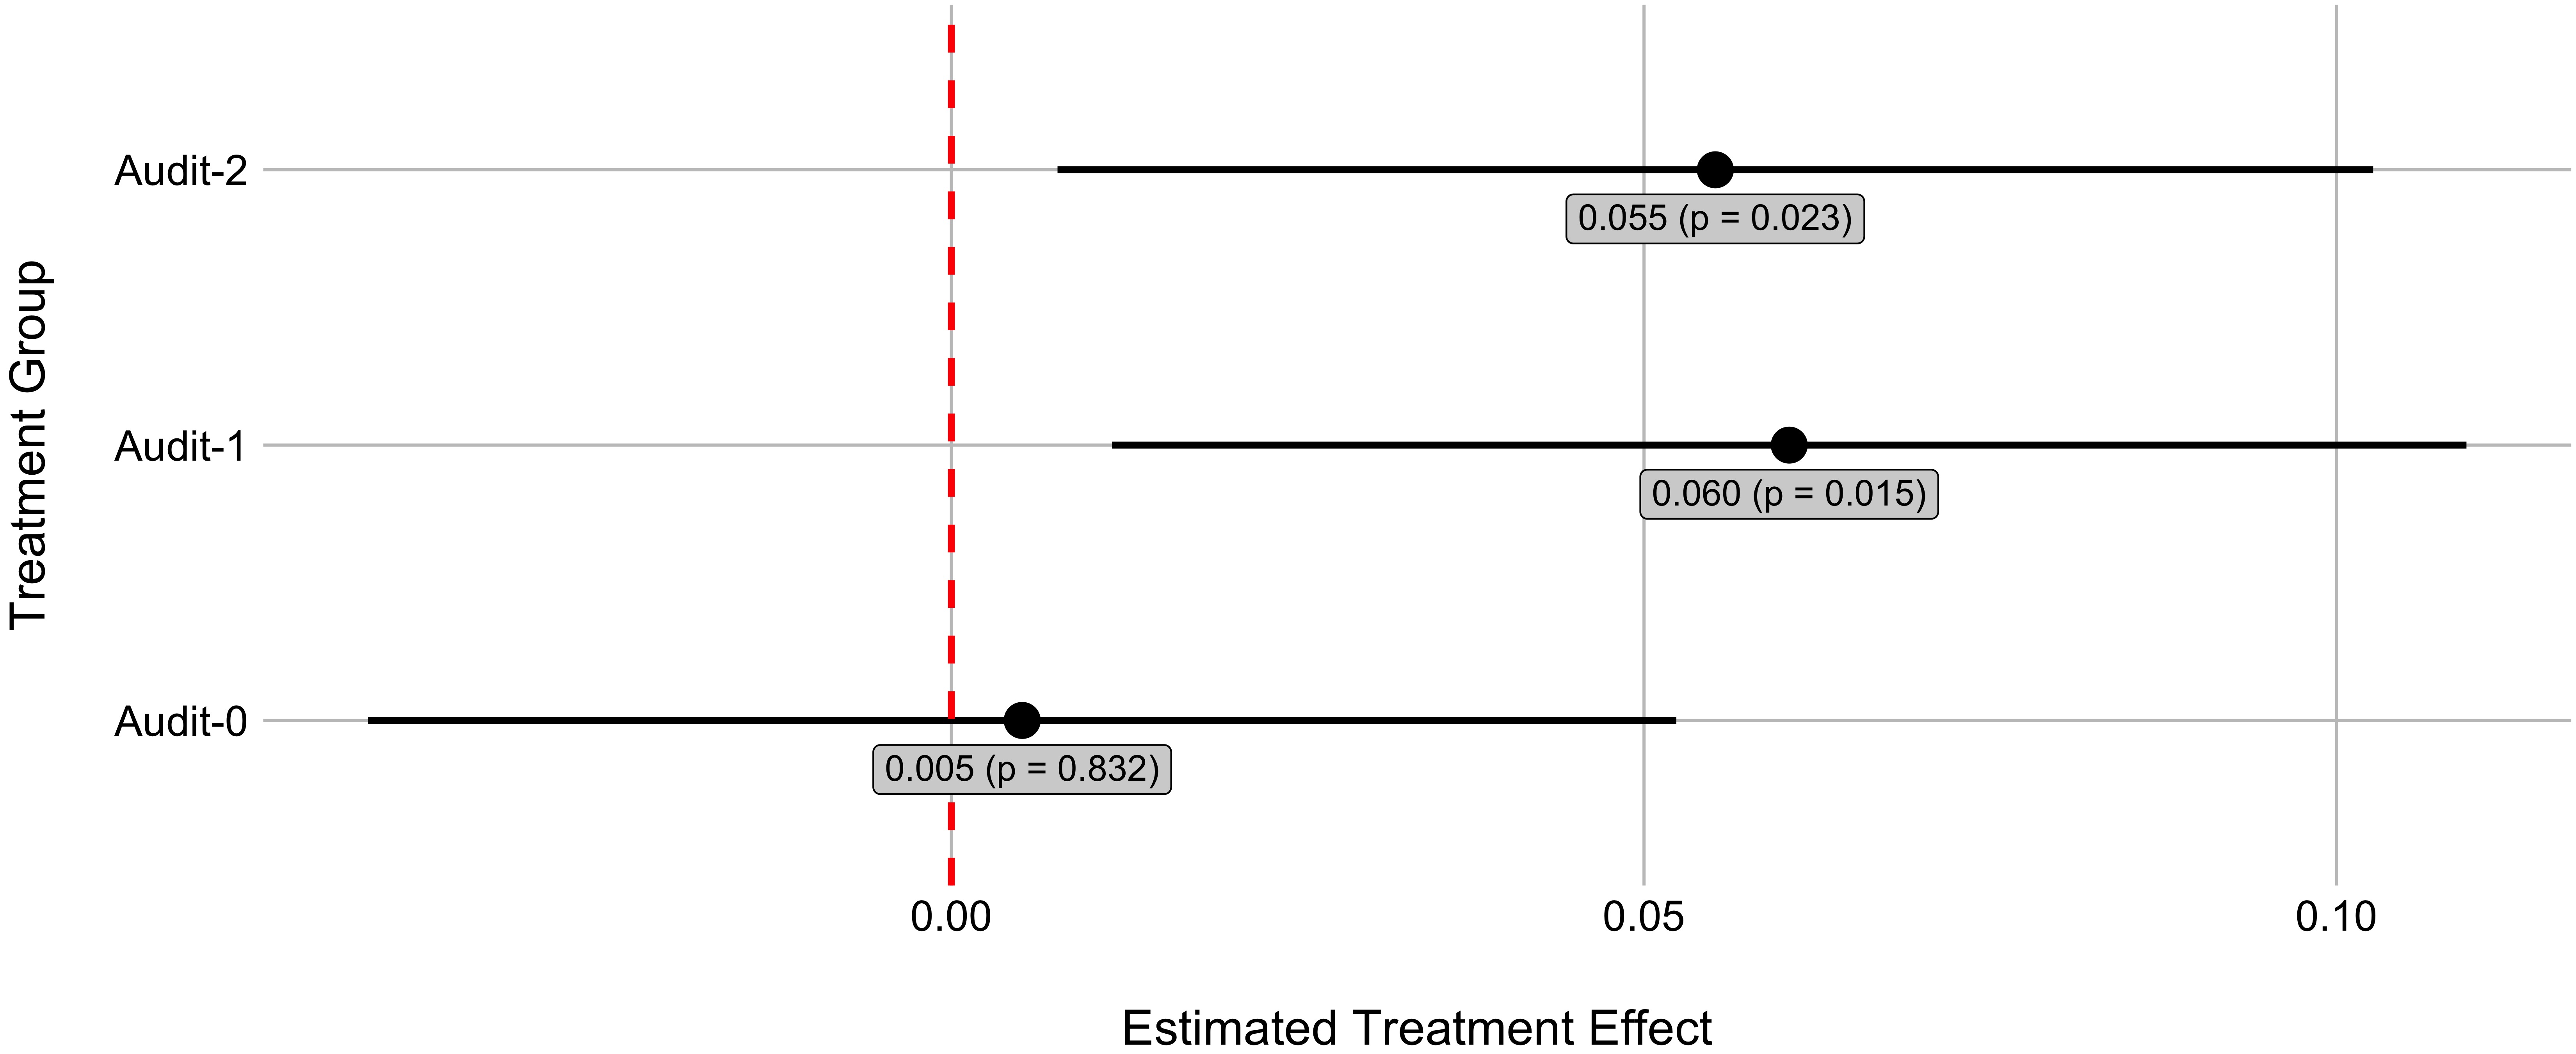 Treatment Group
Audit-2
0.055 (p = 0.023)
Audit-1
0.060 (p = 0.015)
Audit-0
0.005 (p = 0.832)
0.00
0.05
0.10
Estimated Treatment Effect